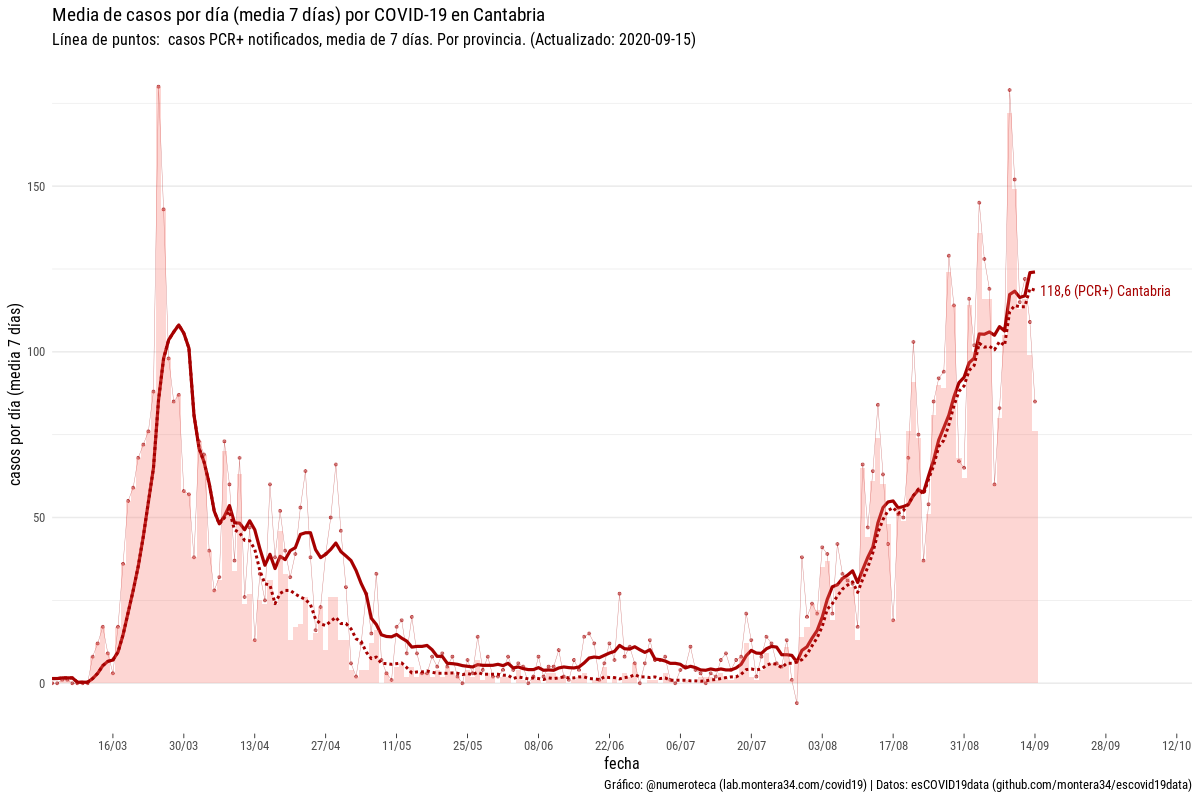 Media de casos por día (media 7 días) por COVID-19 en Cantabria
Línea de puntos:  casos PCR+ notificados, media de 7 días. Por provincia. (Actualizado: 2020-09-15)
casos por día (media 7 días)
150
100
50
0
118,6 (PCR+) Cantabria
16/03 30/03 13/04 27/04 11/05 25/05 08/06 22/06 06/07 20/07 03/08 17/08 31/08 14/09 28/09 12/10
fecha
Gráfico: @numeroteca (lab.montera34.com/covid19) | Datos: esCOVID19data (github.com/montera34/escovid19data)